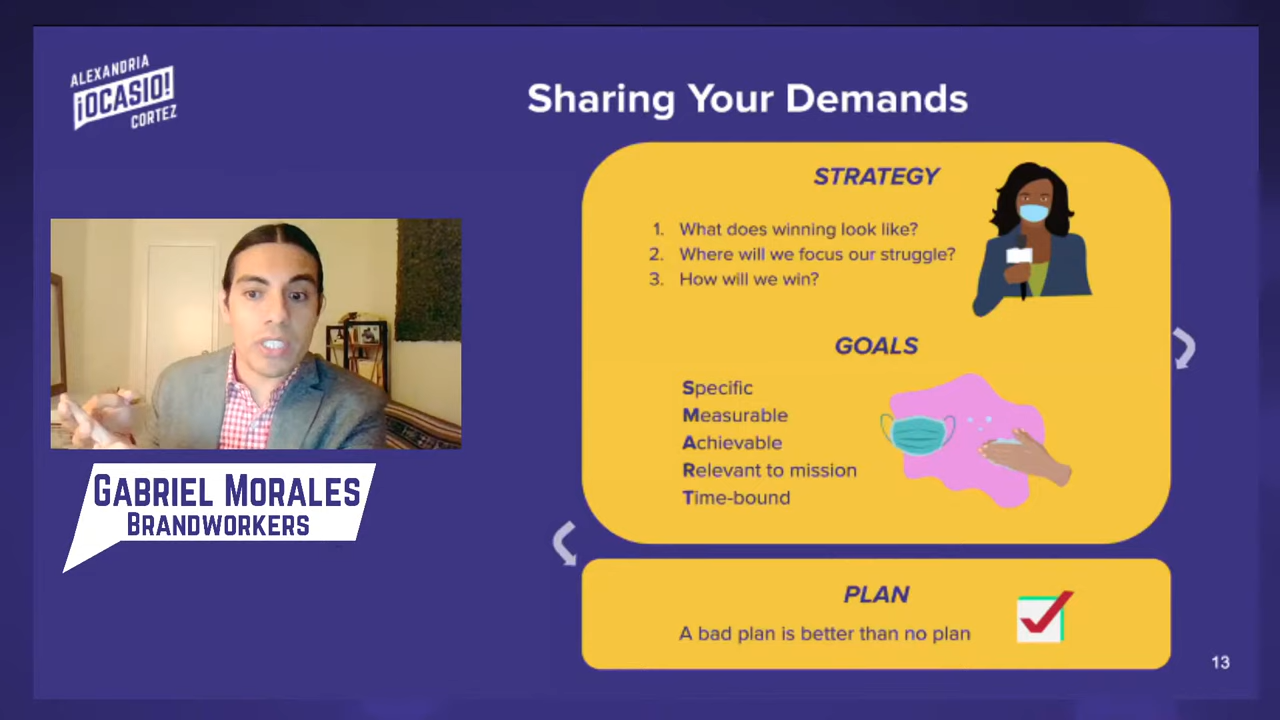 ALEXANDRIA
¡OCASIO!
CORTEZ
Sharing Your Demands
STRATEGY
1. What does winning look like?
2. Where will we focus our struggle?
3. How will we win?
GOALS
Specific
Measurable
Achievable
Relevant to mission
Time-bound
GABRIEL MORALES
BRANDWORKERS
PLAN
A bad plan is better than no plan
13